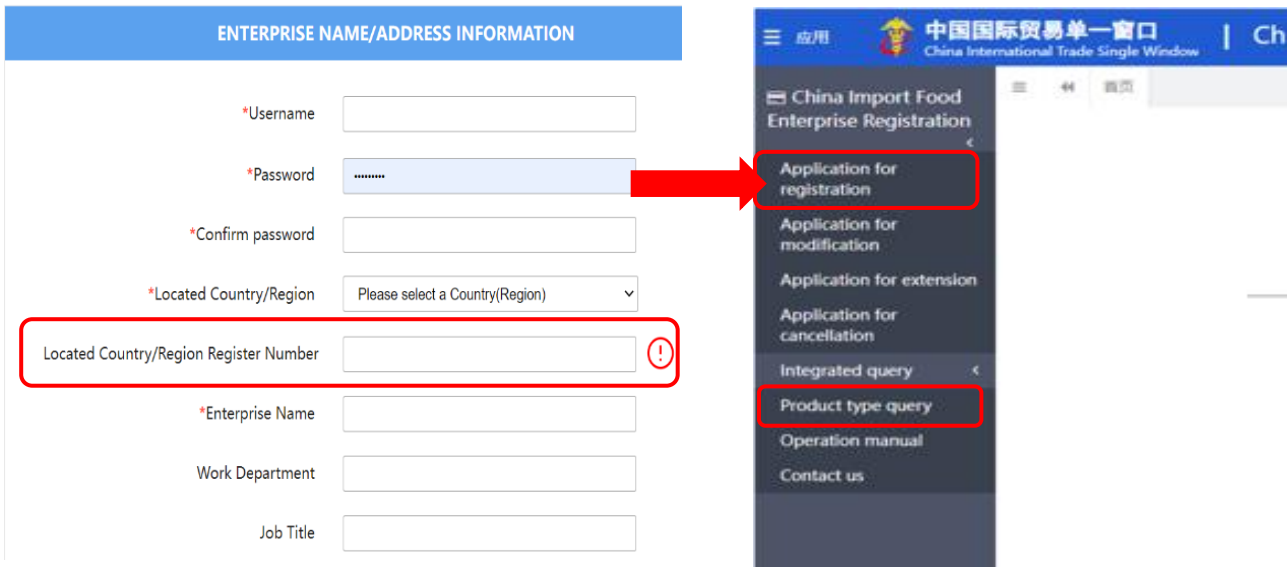 ENTERPRISE NAME/ADDRESS INFORMATION
*Username
*Password
•••••••••
*Confirm password
*Located Country/Region
Please select a Country(Region)
Located Country/Region Register Number
!
*Enterprise Name
Work Department
Job Title
应用
中国国际贸易单一窗口
China International Trade Single Window
| Ch
首页
China Import Food
Enterprise Registration
Application for
registration
Application for
modification
Application for extension
Application for
cancellation
Integrated query
Product type query
Operation manual
Contact us